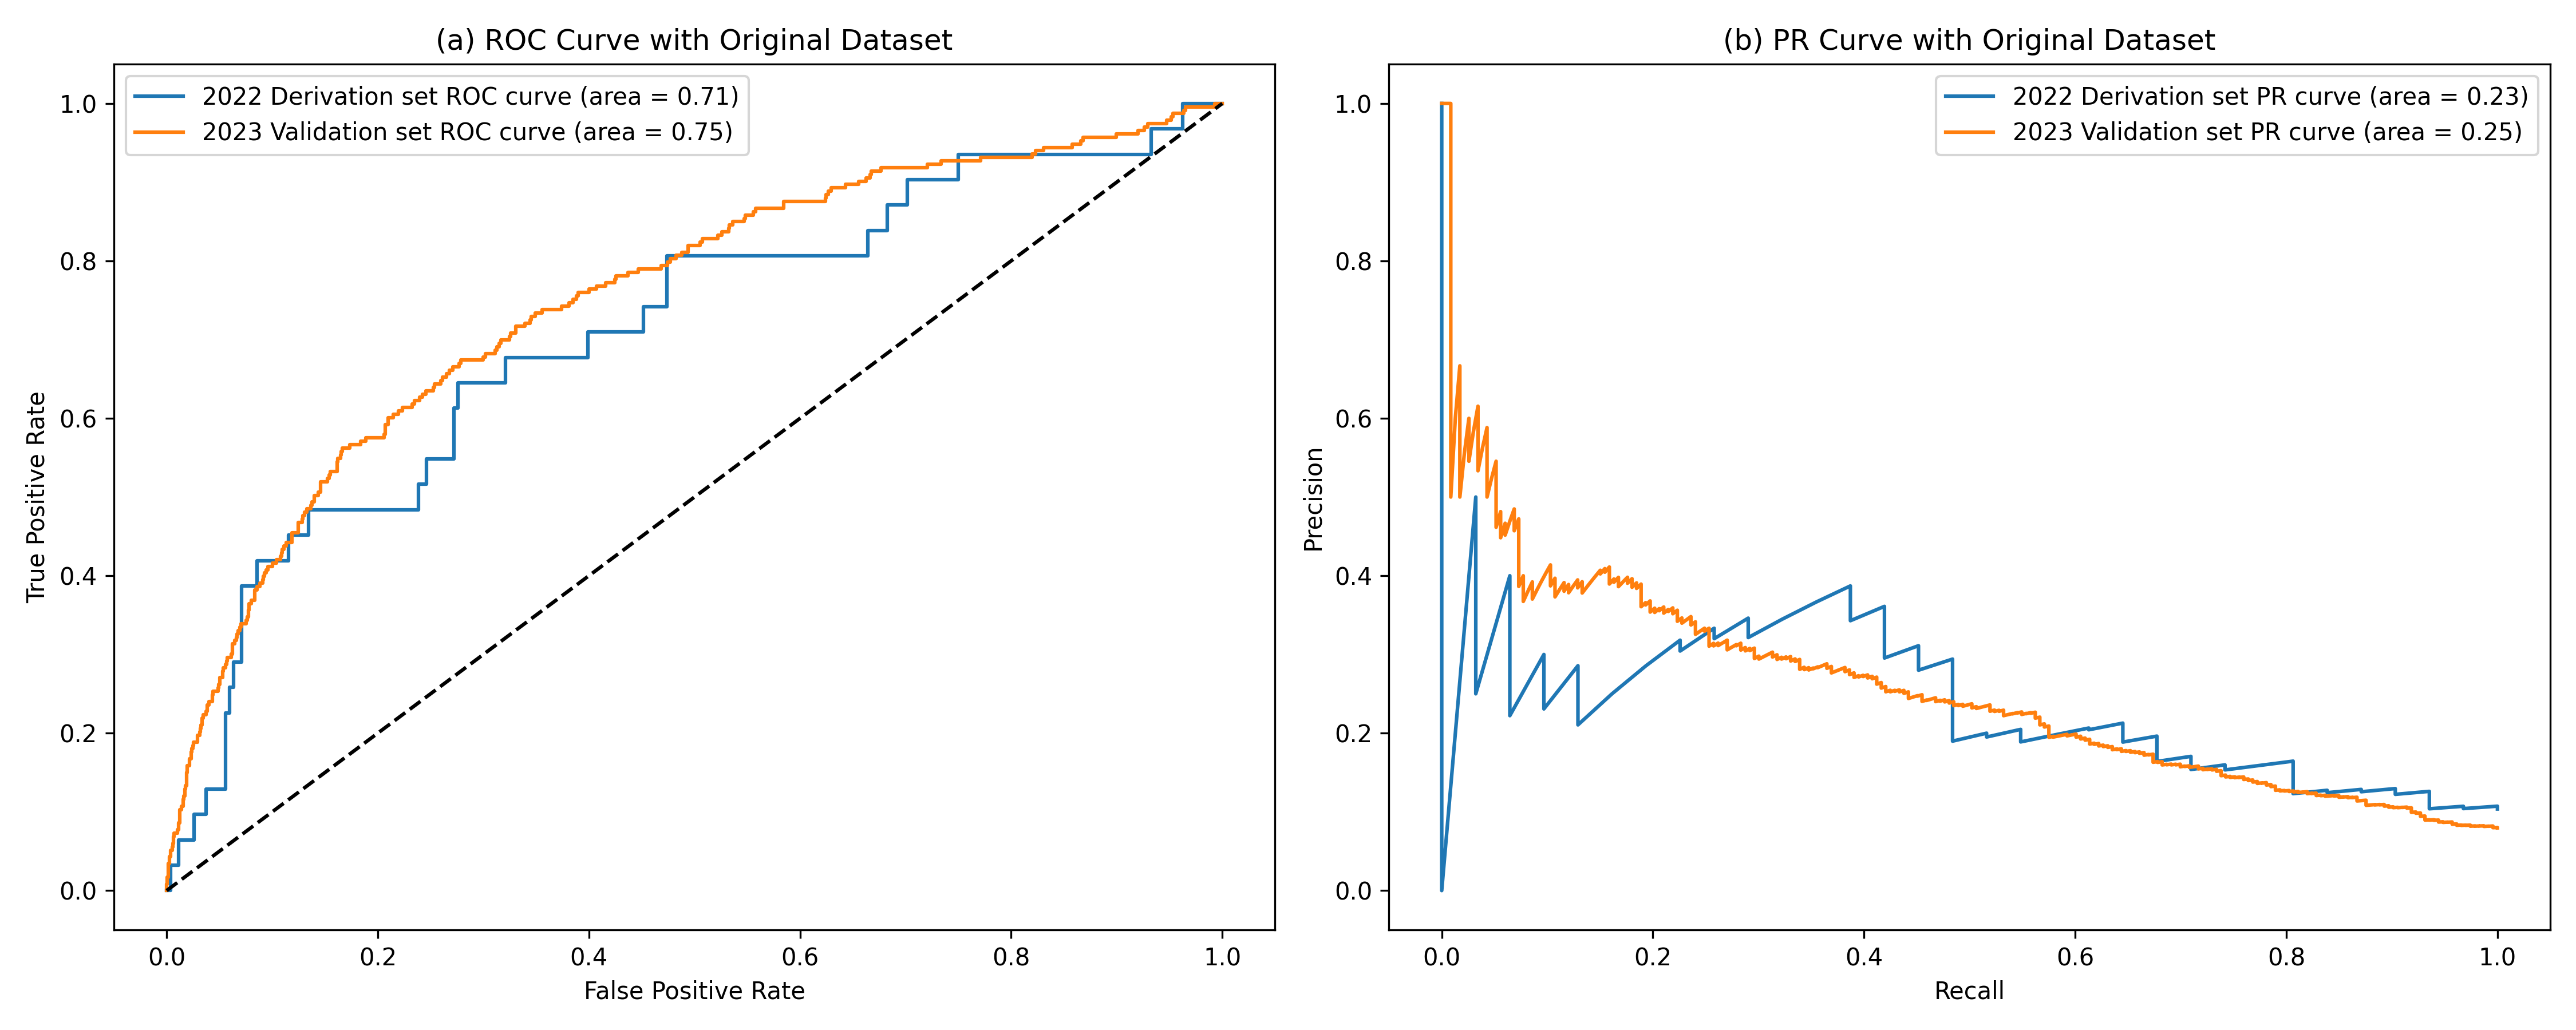 (a) ROC Curve with Original Dataset
2022 Derivation set ROC curve (area = 0.71)
2023 Validation set ROC curve (area = 0.75)
1.0
0.8
0.6
0.4
0.2
0.0
True Positive Rate
0.0 0.2 0.4 0.6 0.8 1.0
False Positive Rate
(b) PR Curve with Original Dataset
2022 Derivation set PR curve (area = 0.23)
2023 Validation set PR curve (area = 0.25)
1.0
0.8
0.6
0.4
0.2
0.0
Precision
0.0 0.2 0.4 0.6 0.8 1.0
Recall